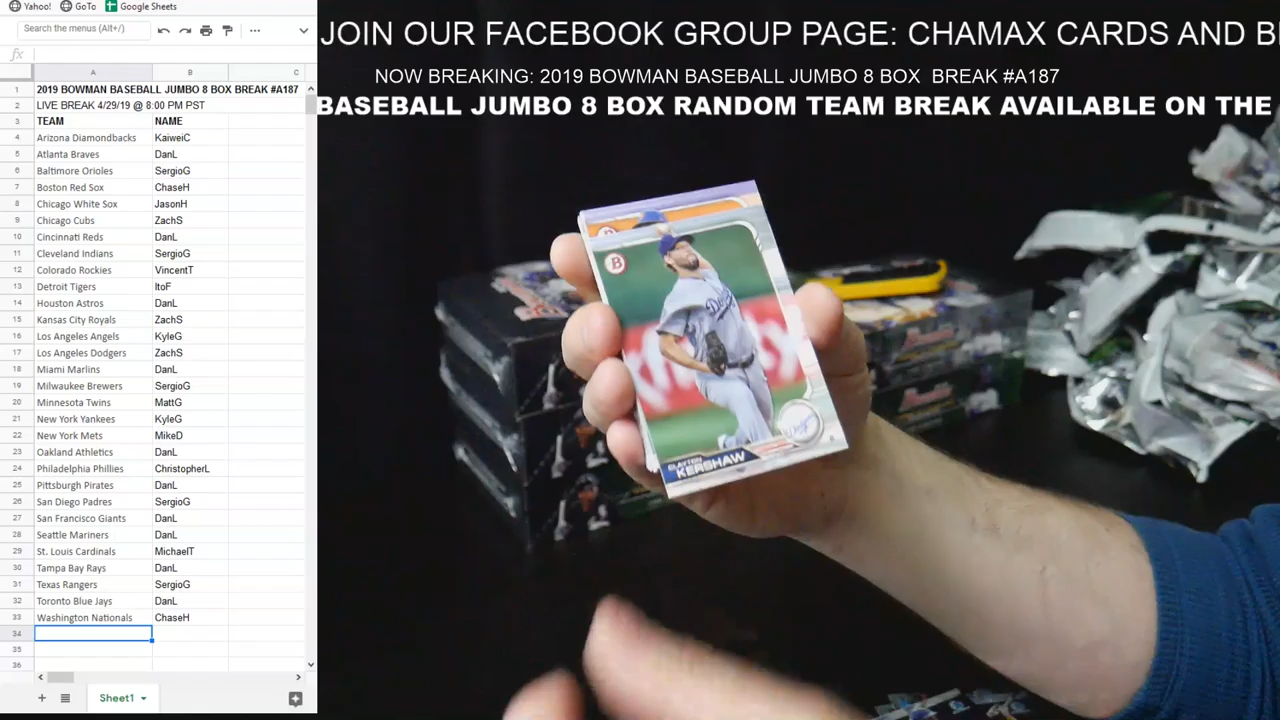 Yahoo! GoTo Google Sheets
Search the menus (Alt+/)
fx
A B C
1 2019 BOWMAN BASEBALL JUMBO 8 BOX BREAK #A187
2 LIVE BREAK 4/29/19 @ 8:00 PM PST
3 TEAM NAME
4 Arizona Diamondbacks KaiweiC
5 Atlanta Braves DanL
6 Baltimore Orioles SergioG
7 Boston Red Sox ChaseH
8 Chicago White Sox JasonH
9 Chicago Cubs ZachS
10 Cincinnati Reds DanL
11 Cleveland Indians SergioG
12 Colorado Rockies VincentT
13 Detroit Tigers ItoF
14 Houston Astros DanL
15 Kansas City Royals ZachS
16 Los Angeles Angels KyleG
17 Los Angeles Dodgers ZachS
18 Miami Marlins DanL
19 Milwaukee Brewers SergioG
20 Minnesota Twins MattG
21 New York Yankees KyleG
22 New York Mets MikeD
23 Oakland Athletics DanL
24 Philadelphia Phillies ChristopherL
25 Pittsburgh Pirates DanL
26 San Diego Padres SergioG
27 San Francisco Giants DanL
28 Seattle Mariners DanL
29 St. Louis Cardinals MichaelT
30 Tampa Bay Rays DanL
31 Texas Rangers SergioG
32 Toronto Blue Jays DanL
33 Washington Nationals ChaseH
34
35
36
Sheet1
JOIN OUR FACEBOOK GROUP PAGE: CHAMAX CARDS AND B
NOW BREAKING: 2019 BOWMAN BASEBALL JUMBO 8 BOX BREAK #A187
BASEBALL JUMBO 8 BOX RANDOM TEAM BREAK AVAILABLE ON THE
B
Dodgers
CLAYTON
KERSHAW